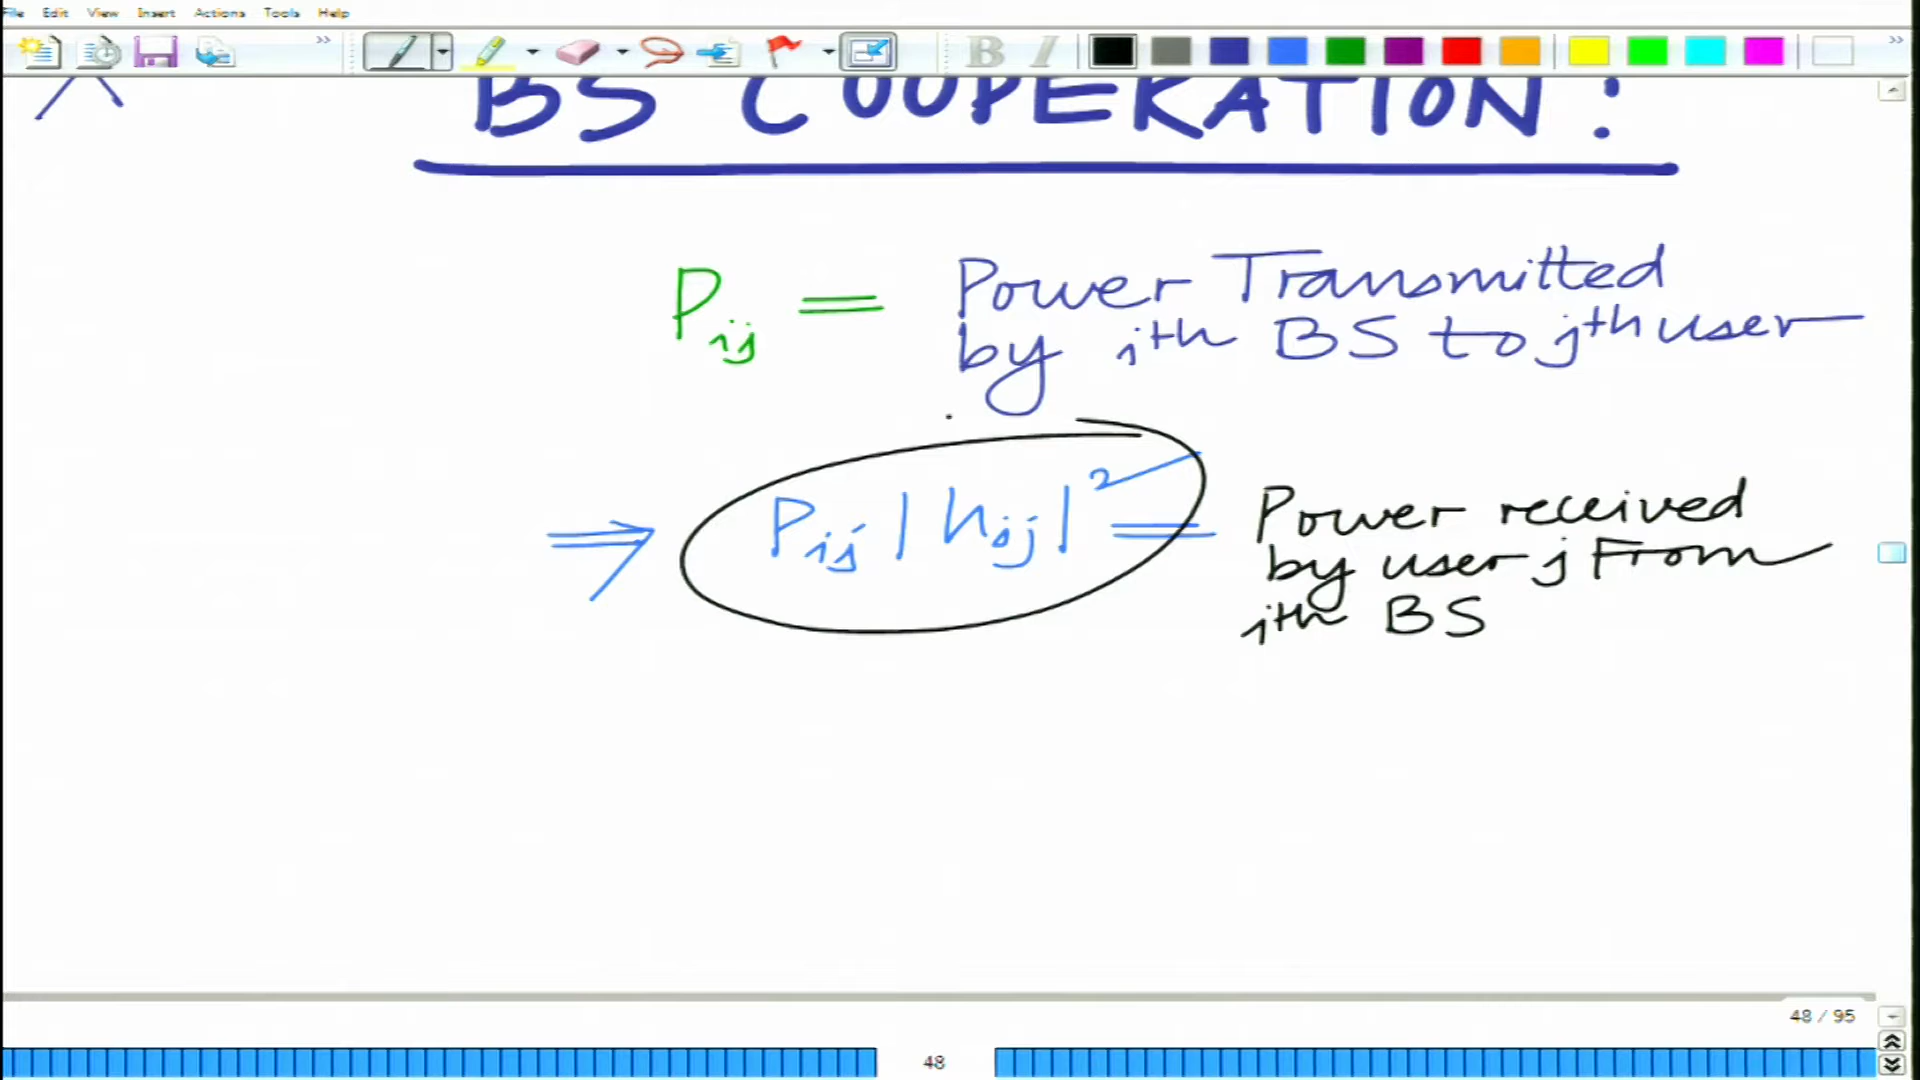 File Edit View Insert Actions Tools Help
B I
BS COOPERATION:
Pij = Power Transmitted
by ith BS to jth user
⇒ Pij |hij|² = Power received
by user j From
ith BS
48 / 95
48